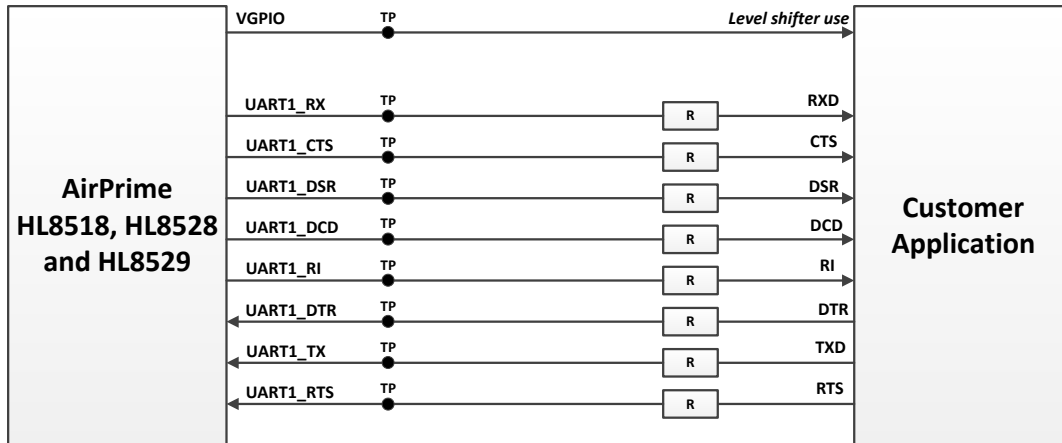 VGPIO TP Level shifter use
UART1_RX TP R RXD
UART1_CTS TP R CTS
UART1_DSR TP R DSR
UART1_DCD TP R DCD
UART1_RI TP R RI
UART1_DTR TP R DTR
UART1_TX TP R TXD
UART1_RTS TP R RTS
AirPrime
HL8518, HL8528
and HL8529
Customer
Application